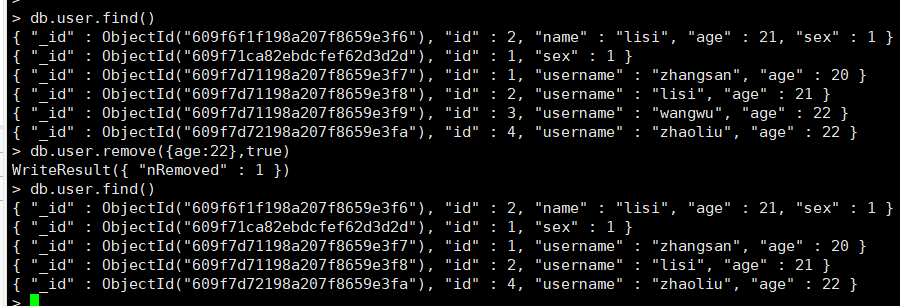 > db.user.find()
{ "_id" : ObjectId("609f6f1f198a207f8659e3f6"), "id" : 2, "name" : "lisi", "age" : 21, "sex" : 1 }
{ "_id" : ObjectId("609f71ca82ebdcfef62d3d2d"), "id" : 1, "sex" : 1 }
{ "_id" : ObjectId("609f7d71198a207f8659e3f7"), "id" : 1, "username" : "zhangsan", "age" : 20 }
{ "_id" : ObjectId("609f7d71198a207f8659e3f8"), "id" : 2, "username" : "lisi", "age" : 21 }
{ "_id" : ObjectId("609f7d71198a207f8659e3f9"), "id" : 3, "username" : "wangwu", "age" : 22 }
{ "_id" : ObjectId("609f7d72198a207f8659e3fa"), "id" : 4, "username" : "zhaoliu", "age" : 22 }
> db.user.remove({age:22},true)
WriteResult({ "nRemoved" : 1 })
> db.user.find()
{ "_id" : ObjectId("609f6f1f198a207f8659e3f6"), "id" : 2, "name" : "lisi", "age" : 21, "sex" : 1 }
{ "_id" : ObjectId("609f71ca82ebdcfef62d3d2d"), "id" : 1, "sex" : 1 }
{ "_id" : ObjectId("609f7d71198a207f8659e3f7"), "id" : 1, "username" : "zhangsan", "age" : 20 }
{ "_id" : ObjectId("609f7d71198a207f8659e3f8"), "id" : 2, "username" : "lisi", "age" : 21 }
{ "_id" : ObjectId("609f7d72198a207f8659e3fa"), "id" : 4, "username" : "zhaoliu", "age" : 22 }
>